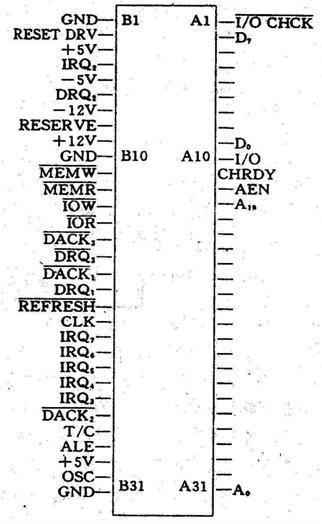 GND B1 A1 I/O CHCK
RESET DRV D₇
+5V
IRQ₂
−5V
DRQ₂
−12V
RESERVE
+12V D₀
GND B10 A10 I/O
MEMW CHRDY
MEMR AEN
IOW A₁₉
IOR
DACK₃
DRQ₃
DACK₁
DRQ₁
REFRESH
CLK
IRQ₇
IRQ₆
IRQ₅
IRQ₄
IRQ₃
DACK₂
T/C
ALE
+5V
OSC
GND B31 A31 A₀